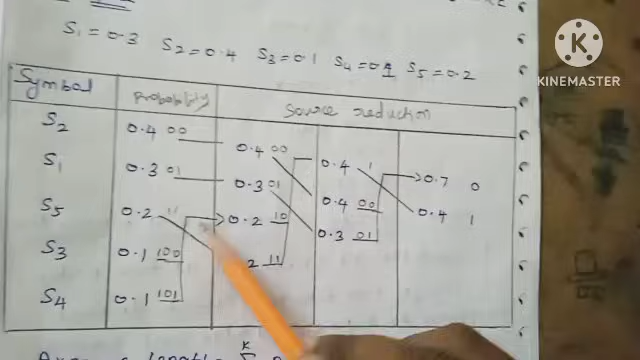 S1 = 0.3 S2 = 0.4 S3 = 0.1 S4 = 0.1 S5 = 0.2
K
KINEMASTER
Symbol Probability Source reduction
S2 0.4 00 0.4 00 0.4 1 0.7 0
S1 0.3 01 0.3 01 0.4 00 0.4 1
S5 0.2 11 0.2 10 0.3 01
S3 0.1 100 2 11
S4 0.1 101
K